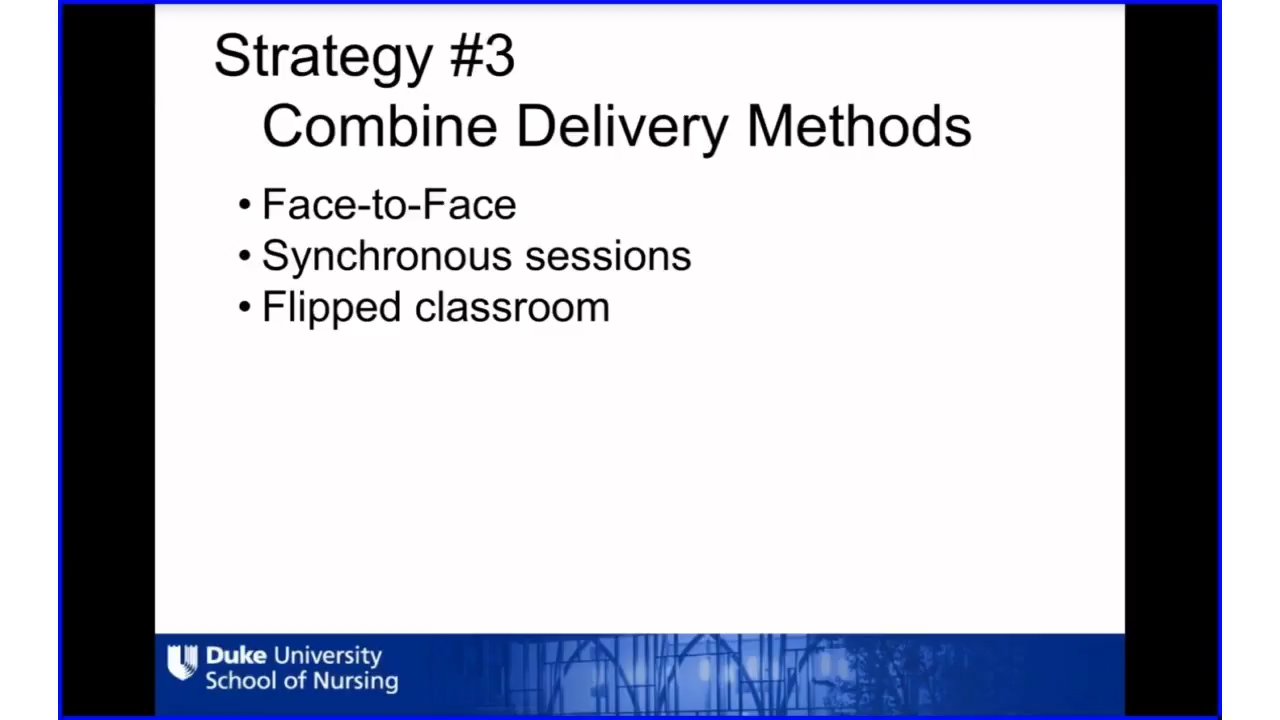 Strategy #3
Combine Delivery Methods
• Face-to-Face
• Synchronous sessions
• Flipped classroom
Duke University
School of Nursing